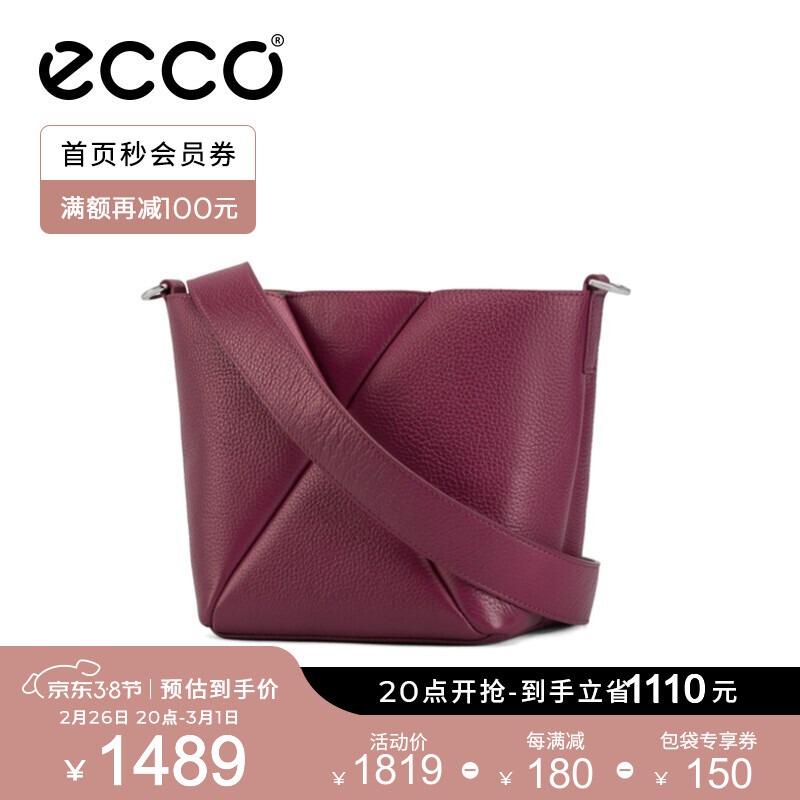 ecco®
首页秒会员券
满额再减100元
京东3·8节 | 预估到手价
2月26日 20点-3月1日
¥1489
20点开抢-到手立省1110元
活动价 每满减 包袋专享券
¥1819 - ¥180 - ¥150